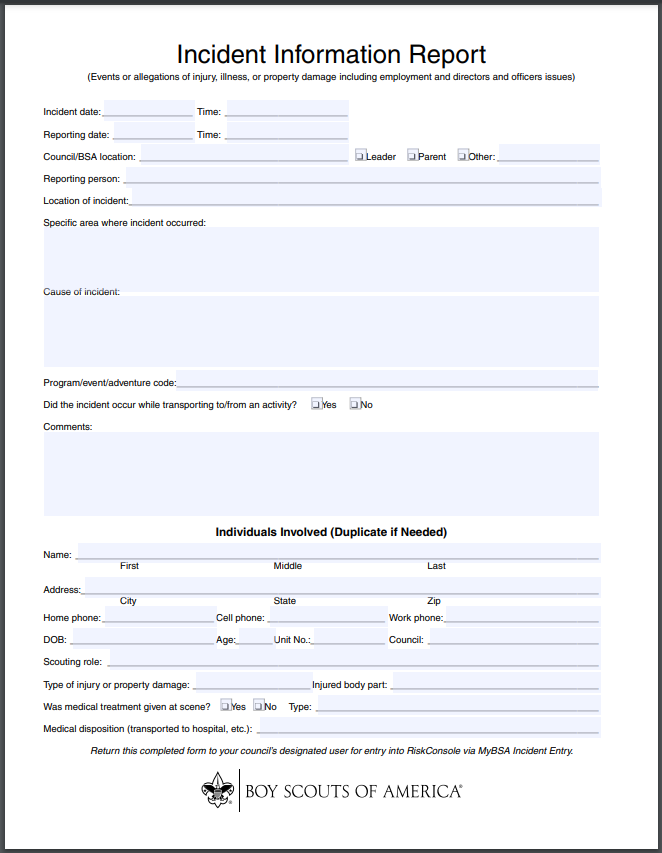 Incident Information Report
(Events or allegations of injury, illness, or property damage including employment and directors and officers issues)
Incident date: Time:
Reporting date: Time:
Council/BSA location: Leader Parent Other:
Reporting person:
Location of incident:
Specific area where incident occurred:
Cause of incident:
Program/event/adventure code:
Did the incident occur while transporting to/from an activity? Yes No
Comments:
Individuals Involved (Duplicate if Needed)
Name:
First Middle Last
Address:
City State Zip
Home phone: Cell phone: Work phone:
DOB: Age: Unit No.: Council:
Scouting role:
Type of injury or property damage: Injured body part:
Was medical treatment given at scene? Yes No Type:
Medical disposition (transported to hospital, etc.):
Return this completed form to your council's designated user for entry into RiskConsole via MyBSA Incident Entry.
BOY SCOUTS OF AMERICA®